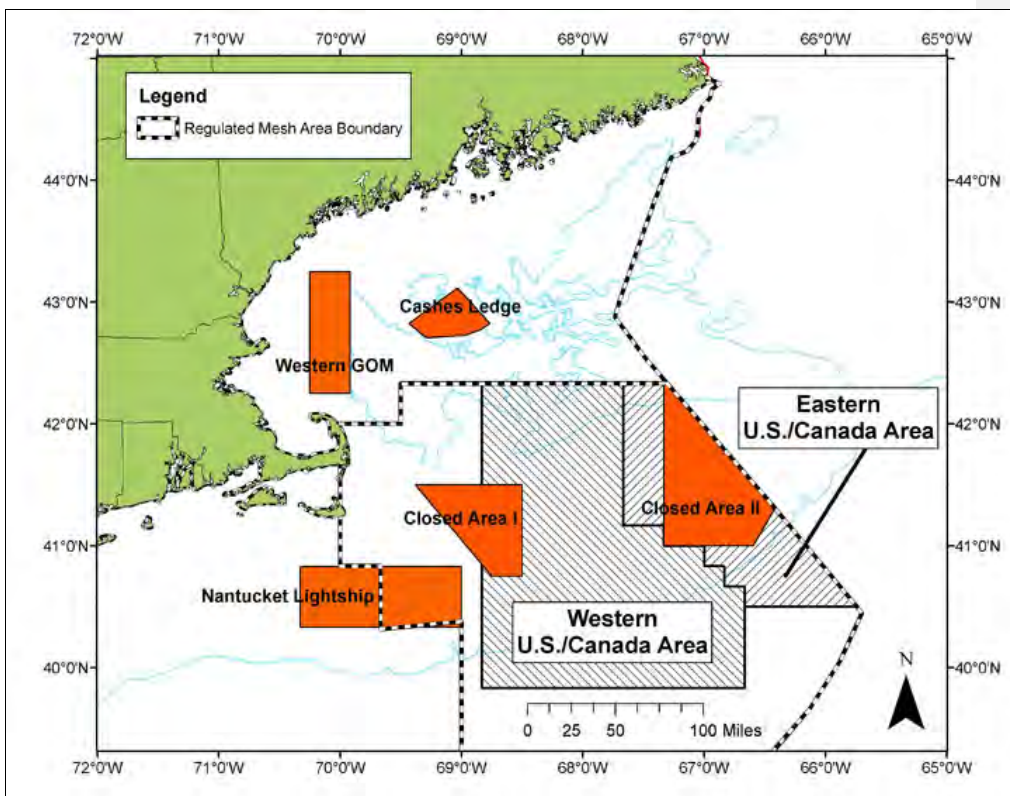 72°0'W 71°0'W 70°0'W 69°0'W 68°0'W 67°0'W 66°0'W 65°0'W
Legend
Regulated Mesh Area Boundary
44°0'N 44°0'N
43°0'N 43°0'N
Cashes Ledge
Western GOM
42°0'N 42°0'N
Eastern
U.S./Canada Area
Closed Area I
Closed Area II
41°0'N 41°0'N
Nantucket Lightship
Western
U.S./Canada Area
40°0'N 40°0'N
N
0 25 50 100 Miles
72°0'W 71°0'W 70°0'W 69°0'W 68°0'W 67°0'W 66°0'W 65°0'W